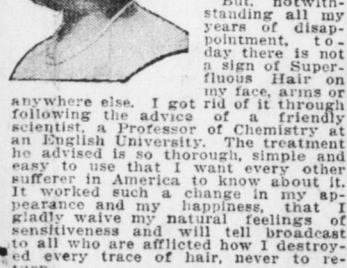 But, notwith-
standing all my
years of disap-
pointment, to-
day there is not
a sign of Super-
fluous Hair on
my face, arms or
anywhere else. I got rid of it through
following the advice of a friendly
scientist, a Professor of Chemistry at
an English University. The treatment
he advised is so thorough, simple and
easy to use that I want every other
sufferer in America to know about it.
It worked such a change in my ap-
pearance and my happiness, that I
gladly waive my natural feelings of
sensitiveness and will tell broadcast
to all who are afflicted how I destroy-
ed every trace of hair, never to re-